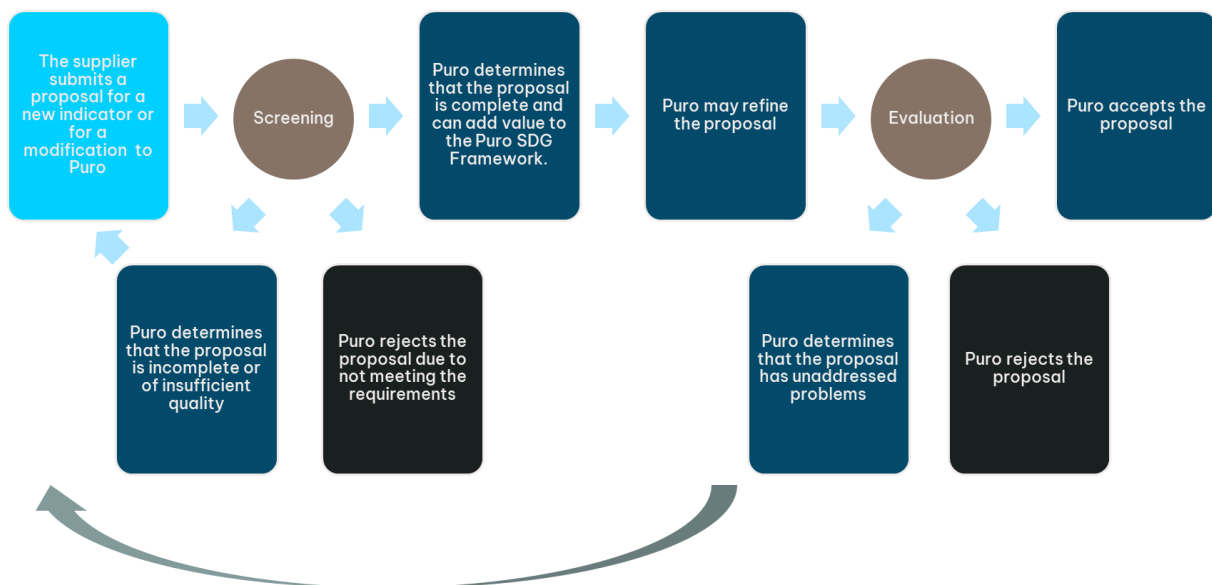 The supplier
submits a
proposal for a
new indicator or
for a
modification to
Puro
Screening
Puro determines
that the proposal
is complete and
can add value to
the Puro SDG
Framework.
Puro may refine
the proposal
Evaluation
Puro accepts the
proposal
Puro determines
that the proposal
is incomplete or
of insufficient
quality
Puro rejects the
proposal due to
not meeting the
requirements
Puro determines
that the proposal
has unaddressed
problems
Puro rejects the
proposal